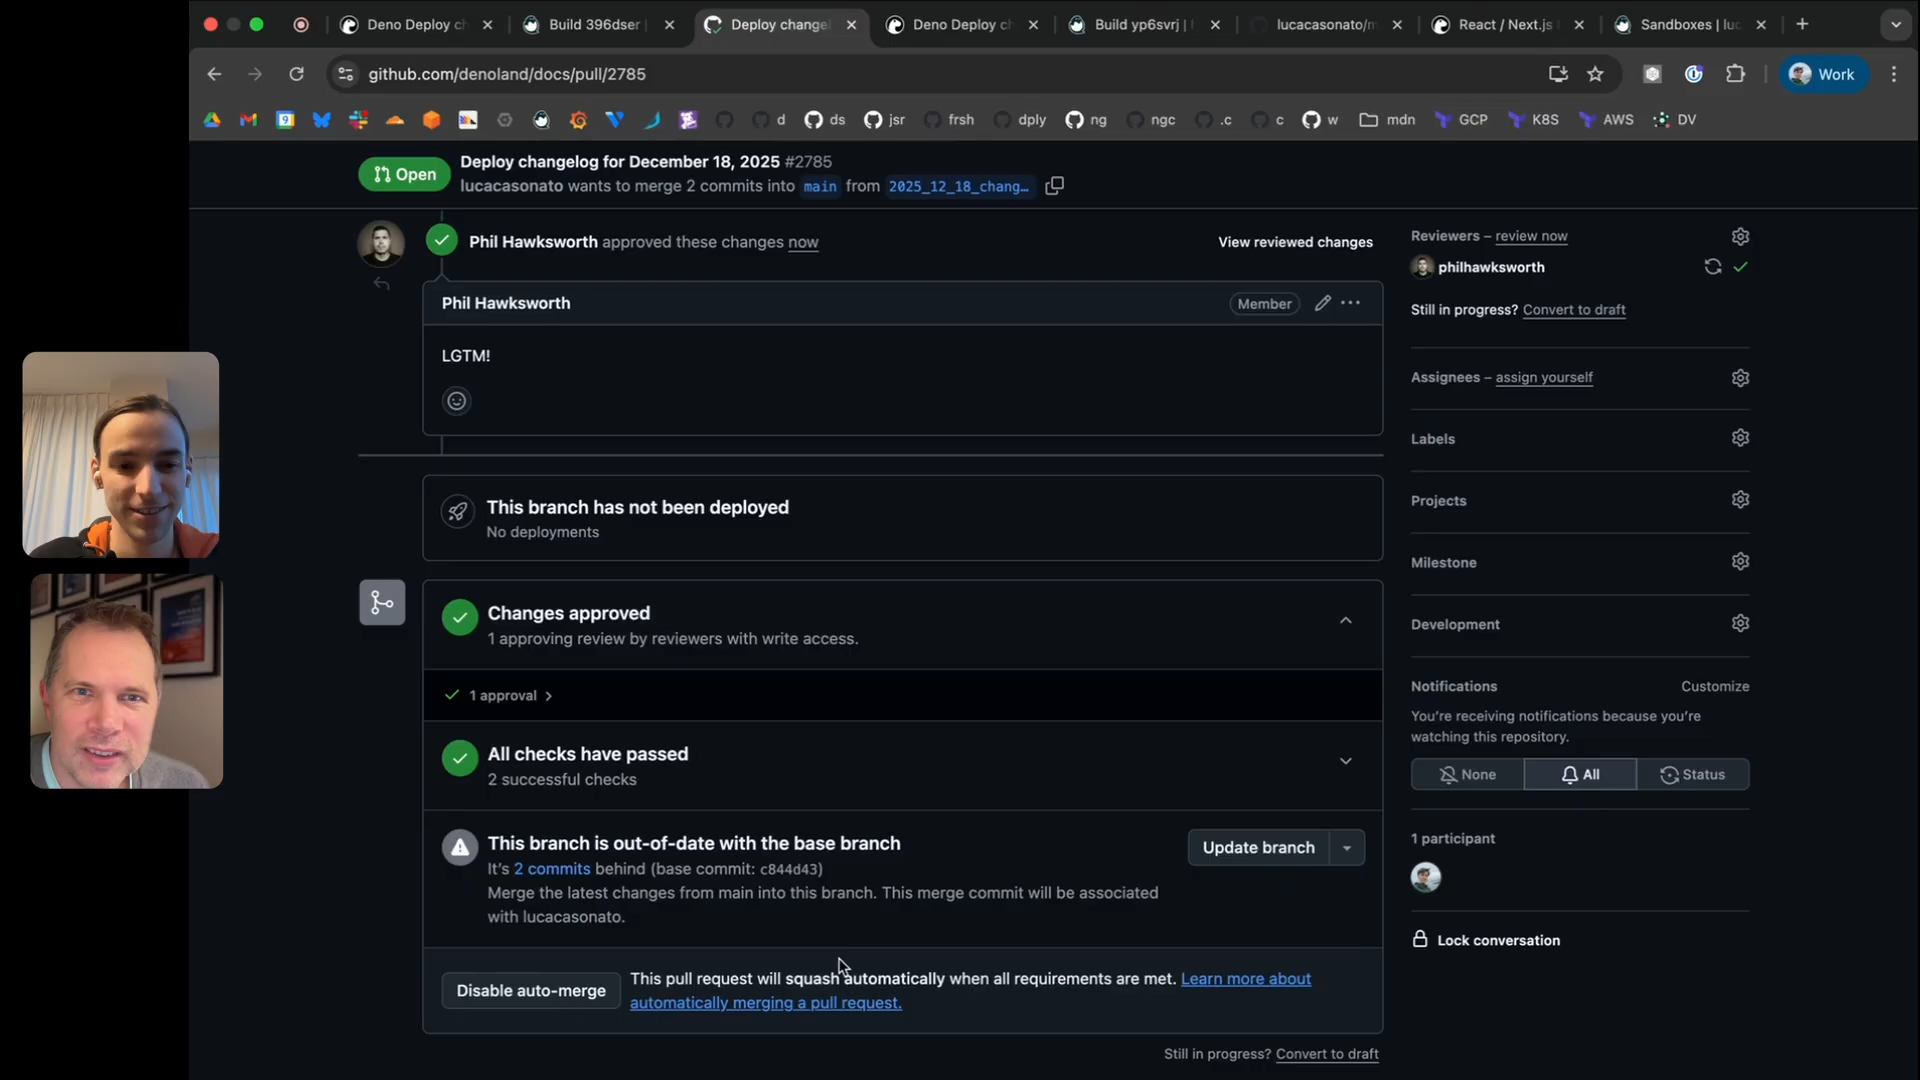 Deno Deploy ch
Build 396dser
Deploy change
Deno Deploy ch
Build yp6svrj |
lucacasonato/m
React / Next.js
Sandboxes | luc
github.com/denoland/docs/pull/2785
Work
9
d
ds
jsr
frsh
dply
ng
ngc
.c
c
w
mdn
GCP
K8S
AWS
DV
Open
Deploy changelog for December 18, 2025 #2785
lucacasonato wants to merge 2 commits into main from 2025_12_18_chang…
Phil Hawksworth approved these changes now
View reviewed changes
Phil Hawksworth
Member
LGTM!
This branch has not been deployed
No deployments
Changes approved
1 approving review by reviewers with write access.
1 approval
All checks have passed
2 successful checks
This branch is out-of-date with the base branch
It's 2 commits behind (base commit: c844d43)
Merge the latest changes from main into this branch. This merge commit will be associated
with lucacasonato.
Update branch
Disable auto-merge
This pull request will squash automatically when all requirements are met. Learn more about
automatically merging a pull request.
Still in progress? Convert to draft
Reviewers – review now
philhawksworth
Still in progress? Convert to draft
Assignees – assign yourself
Labels
Projects
Milestone
Development
Notifications
Customize
You're receiving notifications because you're
watching this repository.
None
All
Status
1 participant
Lock conversation